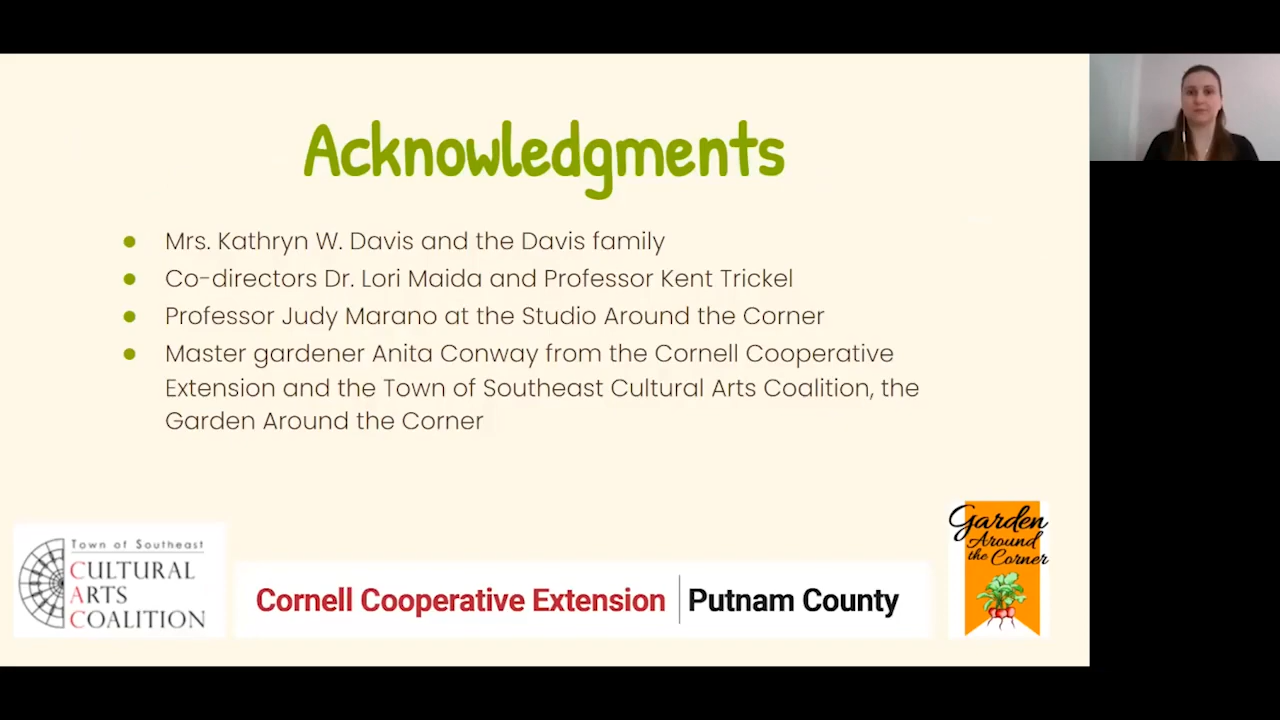 Acknowledgments
● Mrs. Kathryn W. Davis and the Davis family
● Co-directors Dr. Lori Maida and Professor Kent Trickel
● Professor Judy Marano at the Studio Around the Corner
● Master gardener Anita Conway from the Cornell Cooperative
Extension and the Town of Southeast Cultural Arts Coalition, the
Garden Around the Corner
Town of Southeast
CULTURAL
ARTS
COALITION
Cornell Cooperative Extension | Putnam County
Garden
Around
the Corner